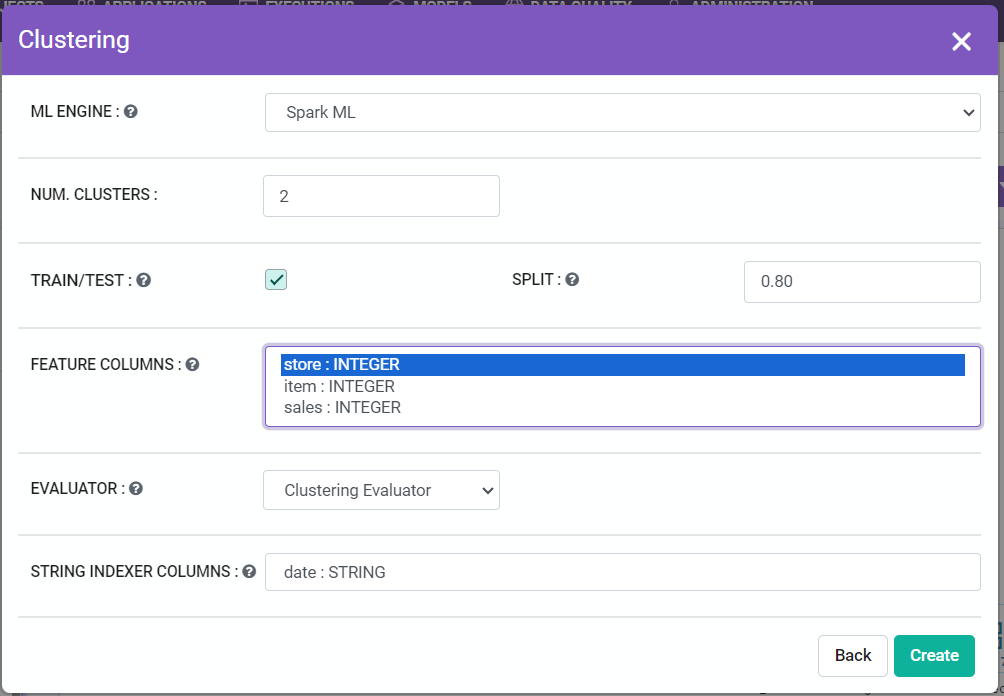 Clustering
ML ENGINE :
Spark ML
NUM. CLUSTERS :
2
TRAIN/TEST :
SPLIT :
0.80
FEATURE COLUMNS :
store : INTEGER
item : INTEGER
sales : INTEGER
EVALUATOR :
Clustering Evaluator
STRING INDEXER COLUMNS :
date : STRING
Back
Create